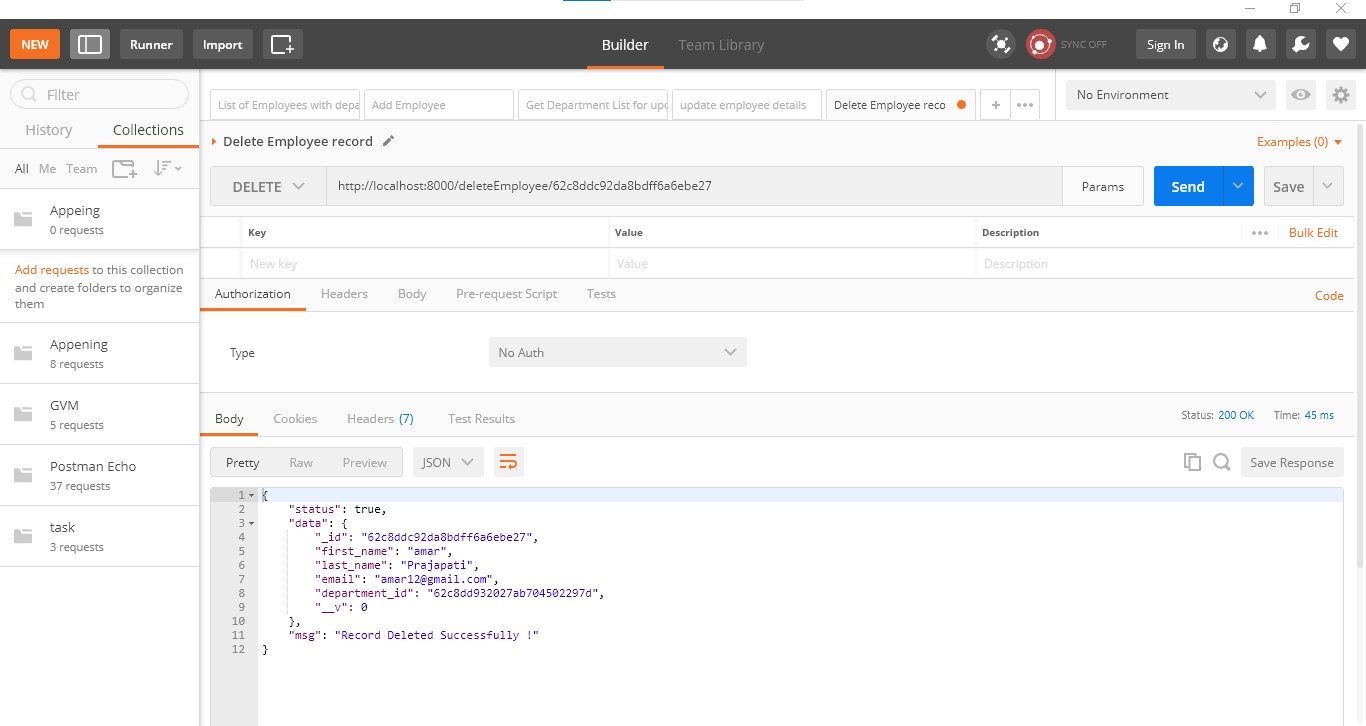 NEW Runner Import Builder Team Library SYNC OFF Sign In
Filter
History Collections
All Me Team
Appeing
0 requests
Add requests to this collection
and create folders to organize
them
Appening
8 requests
GVM
5 requests
Postman Echo
37 requests
task
3 requests
List of Employees with depa Add Employee Get Department List for upd update employee details Delete Employee reco + ••• No Environment
Delete Employee record Examples (0)
DELETE http://localhost:8000/deleteEmployee/62c8ddc92da8bdff6a6ebe27 Params Send Save
Key Value Description ••• Bulk Edit
New key Value Description
Authorization Headers Body Pre-request Script Tests Code
Type No Auth
Body Cookies Headers (7) Test Results Status: 200 OK Time: 45 ms
Pretty Raw Preview JSON Save Response
1 {
2 "status": true,
3 "data": {
4 "_id": "62c8ddc92da8bdff6a6ebe27",
5 "first_name": "amar",
6 "last_name": "Prajapati",
7 "email": "amar12@gmail.com",
8 "department_id": "62c8dd932027ab704502297d",
9 "__v": 0
10 },
11 "msg": "Record Deleted Successfully !"
12 }